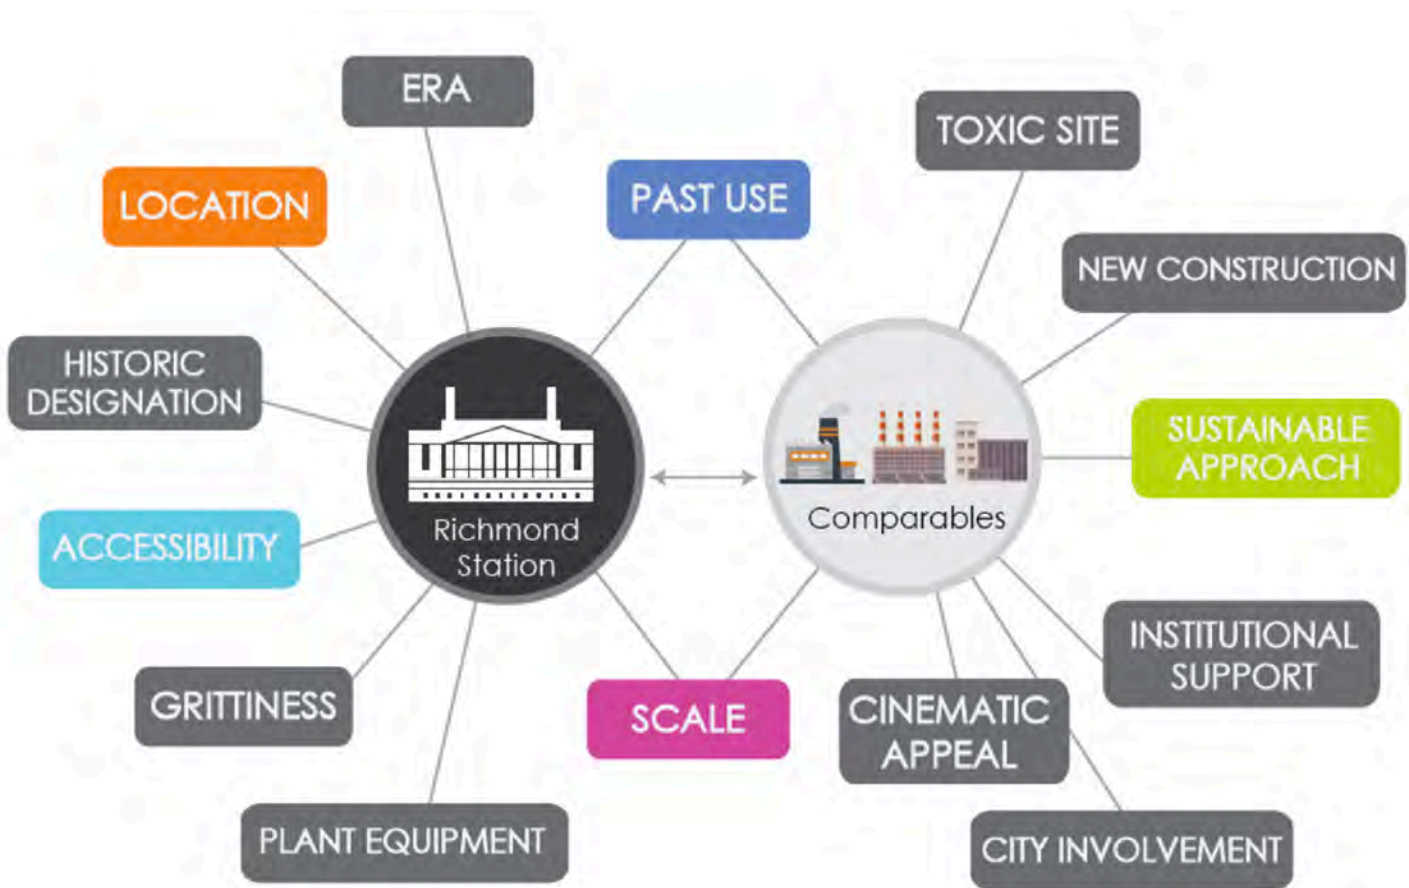 ERA
TOXIC SITE
LOCATION
PAST USE
NEW CONSTRUCTION
HISTORIC
DESIGNATION
SUSTAINABLE
APPROACH
Richmond
Station
Comparables
ACCESSIBILITY
INSTITUTIONAL
SUPPORT
GRITTINESS
SCALE
CINEMATIC
APPEAL
PLANT EQUIPMENT
CITY INVOLVEMENT